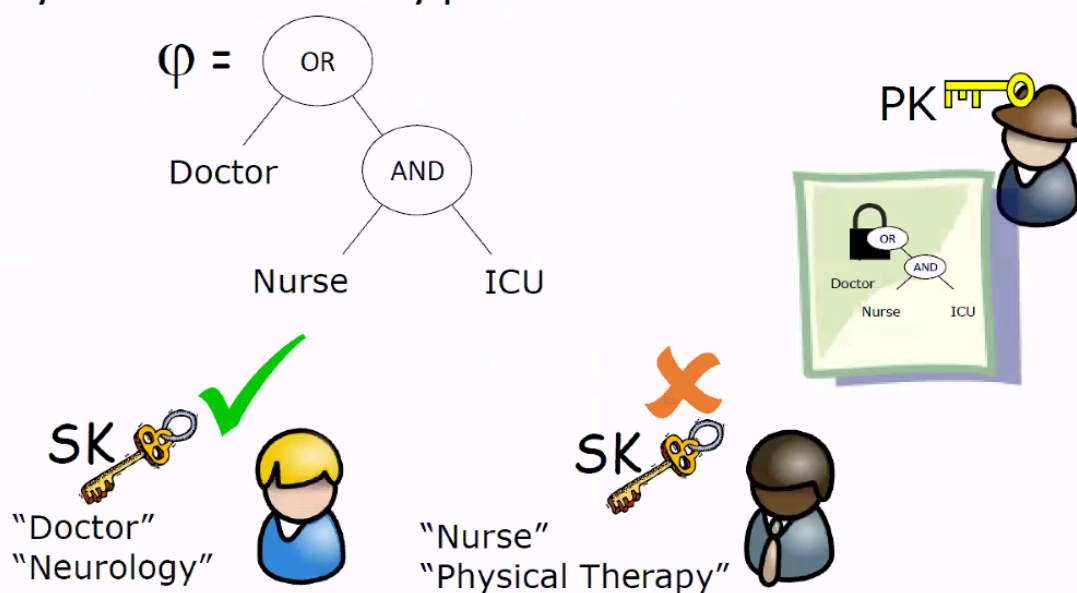 φ =
OR
Doctor
AND
Nurse
ICU
PK
OR
AND
Doctor
Nurse
ICU
SK
"Doctor"
"Neurology"
SK
"Nurse"
"Physical Therapy"